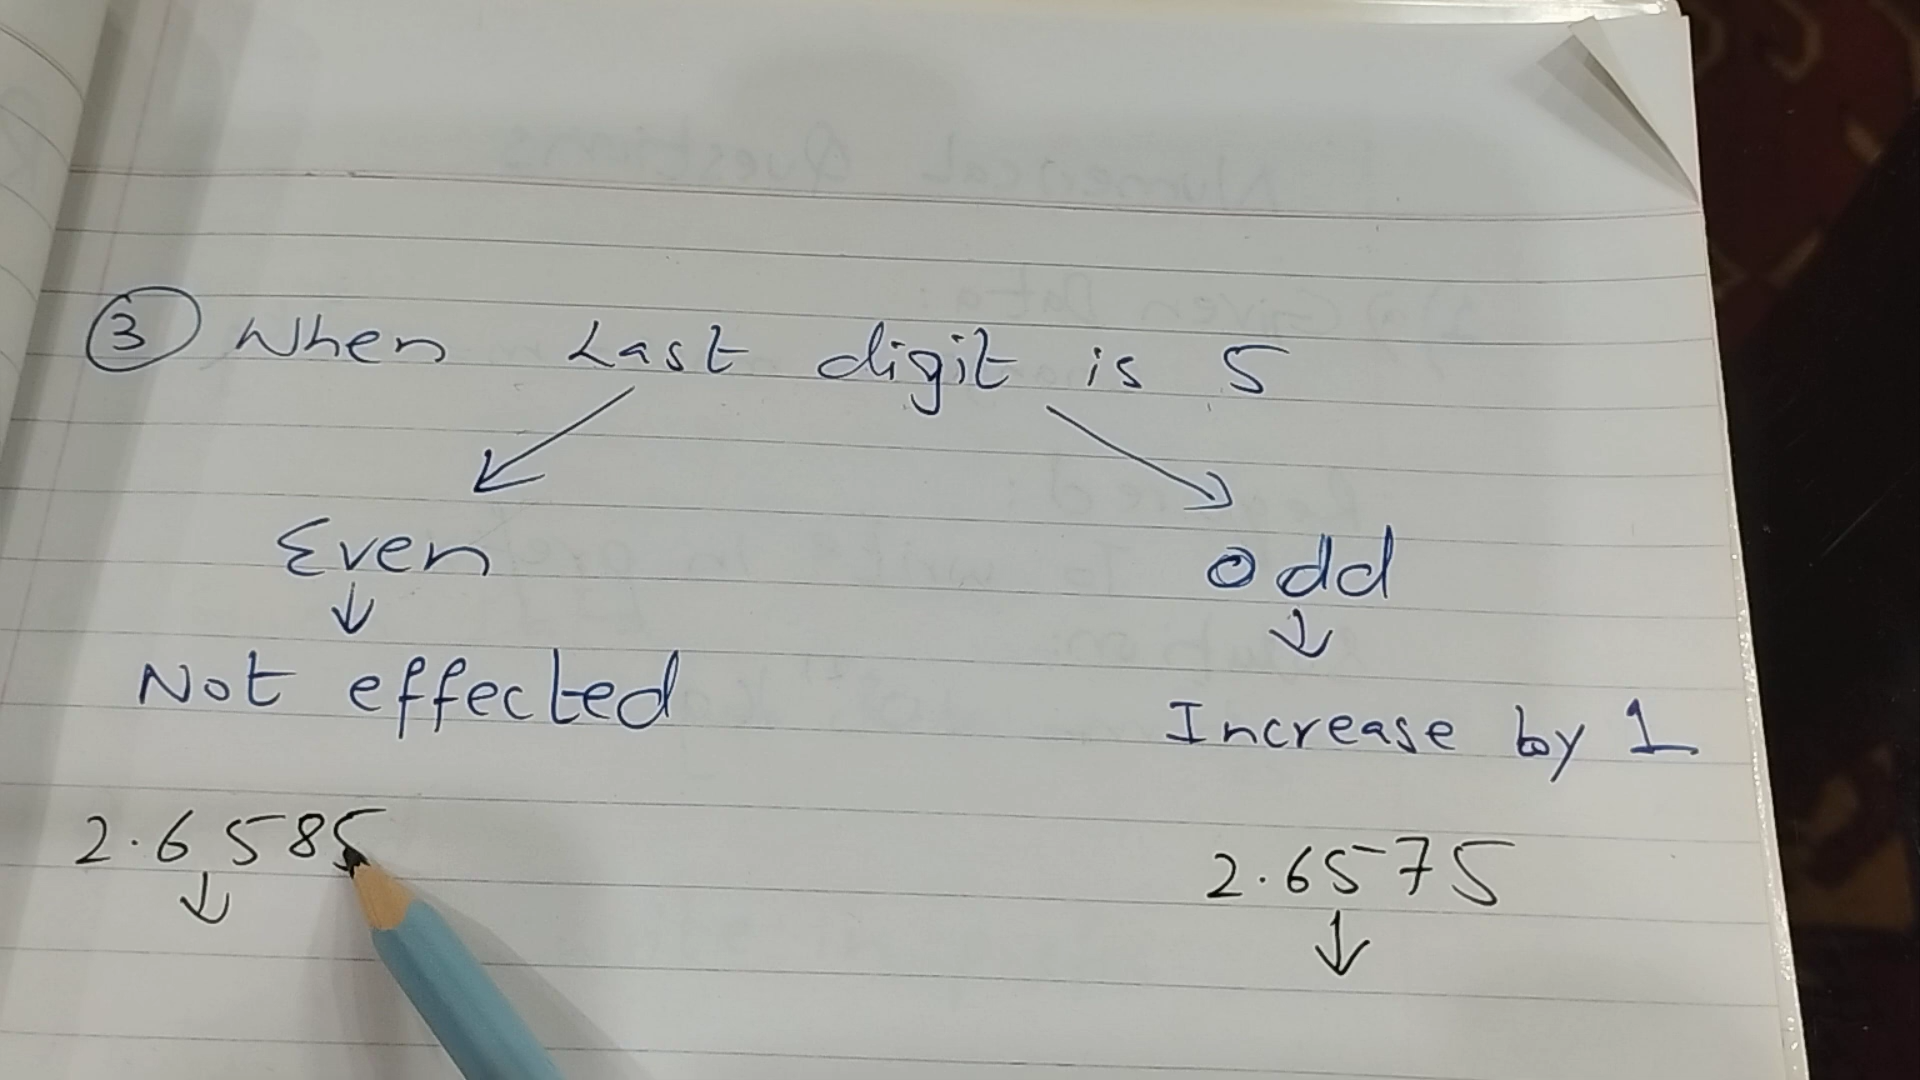 3 When Last digit is 5
Even Odd
Not effected Increase by 1
2.6585 2.6575